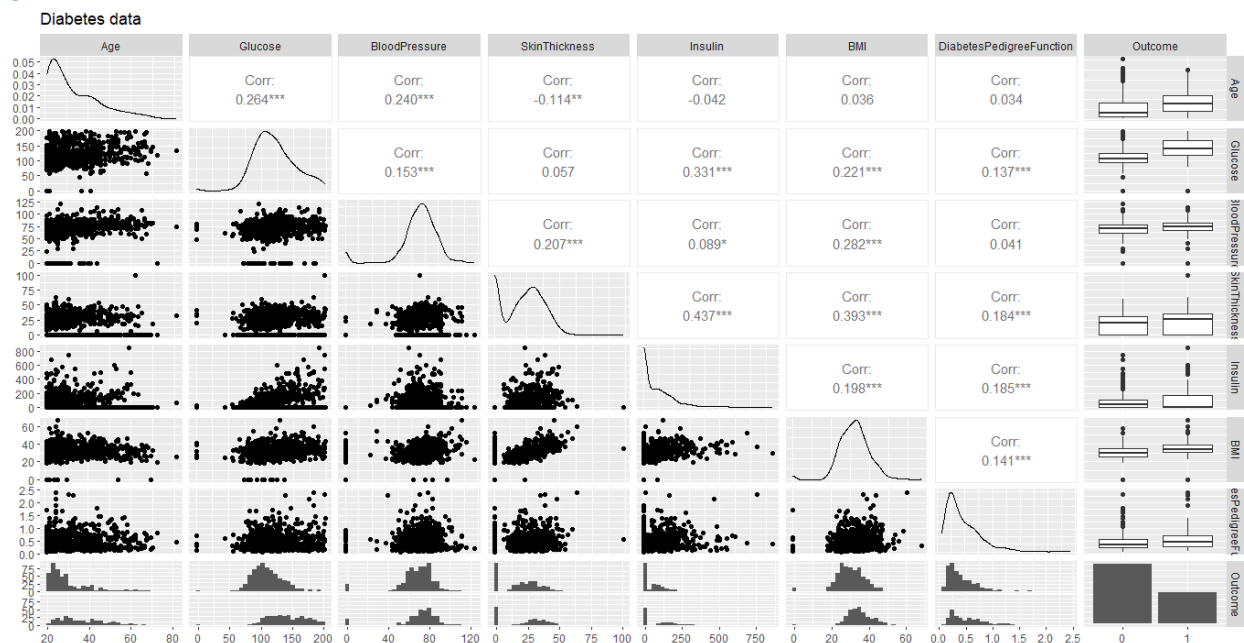 Diabetes data
Age Glucose BloodPressure SkinThickness Insulin BMI DiabetesPedigreeFunction Outcome
0.05
0.04
0.03
0.02
0.01
0.00
Corr:
0.264***
Corr:
0.240***
Corr:
-0.114**
Corr:
-0.042
Corr:
0.036
Corr:
0.034
Age
200
150
100
50
0
Corr:
0.153***
Corr:
0.057
Corr:
0.331***
Corr:
0.221***
Corr:
0.137***
Glucose
125
100
75
50
25
0
Corr:
0.207***
Corr:
0.089*
Corr:
0.282***
Corr:
0.041
BloodPressure
100
75
50
25
0
Corr:
0.437***
Corr:
0.393***
Corr:
0.184***
SkinThickness
800
600
400
200
0
Corr:
0.198***
Corr:
0.185***
Insulin
60
40
20
0
Corr:
0.141***
BMI
2.5
2.0
1.5
1.0
0.5
0.0
esPedigreeFu
75
50
25
0
75
50
25
0
Outcome
20 40 60 80 0 50 100 150 200 0 40 80 120 0 25 50 75 100 0 250 500 750 0 20 40 60 0.0 0.5 1.0 1.5 2.0 2.5 0 1